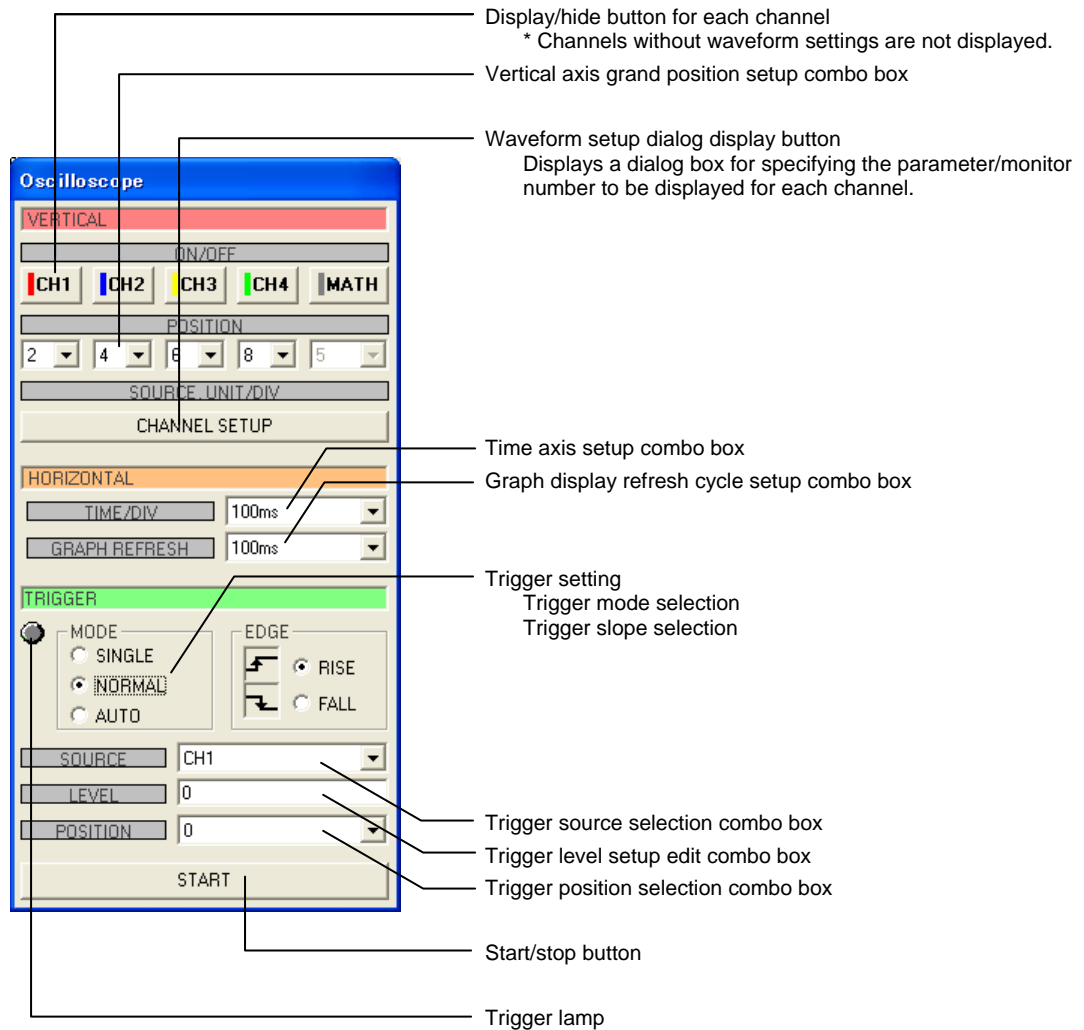 Display/hide button for each channel
* Channels without waveform settings are not displayed.
Vertical axis grand position setup combo box
Waveform setup dialog display button
Displays a dialog box for specifying the parameter/monitor
number to be displayed for each channel.
Oscilloscope
VERTICAL
ON/OFF
CH1 CH2 CH3 CH4 MATH
POSITION
2 4 6 8 5
SOURCE, UNIT/DIV
CHANNEL SETUP
Time axis setup combo box
HORIZONTAL
Graph display refresh cycle setup combo box
TIME/DIV 100ms
GRAPH REFRESH 100ms
Trigger setting
Trigger mode selection
Trigger slope selection
TRIGGER
MODE
SINGLE
NORMAL
AUTO
EDGE
RISE
FALL
SOURCE CH1
LEVEL 0
POSITION 0
Trigger source selection combo box
Trigger level setup edit combo box
Trigger position selection combo box
START
Start/stop button
Trigger lamp